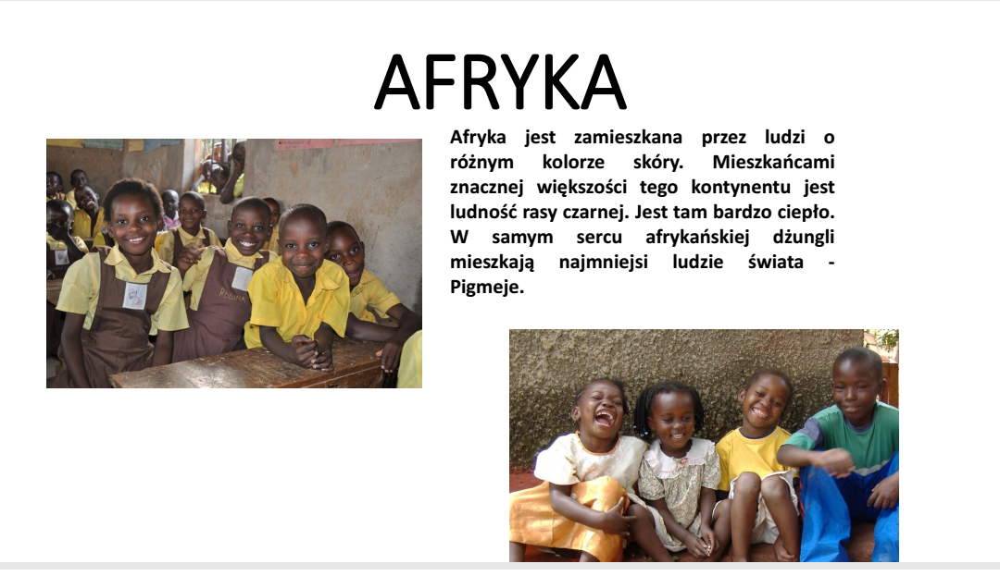 AFRYKA
Afryka jest zamieszkana przez ludzi o
różnym kolorze skóry. Mieszkańcami
znacznej większości tego kontynentu jest
ludność rasy czarnej. Jest tam bardzo ciepło.
W samym sercu afrykańskiej dżungli
mieszkają najmniejsi ludzie świata -
Pigmeje.